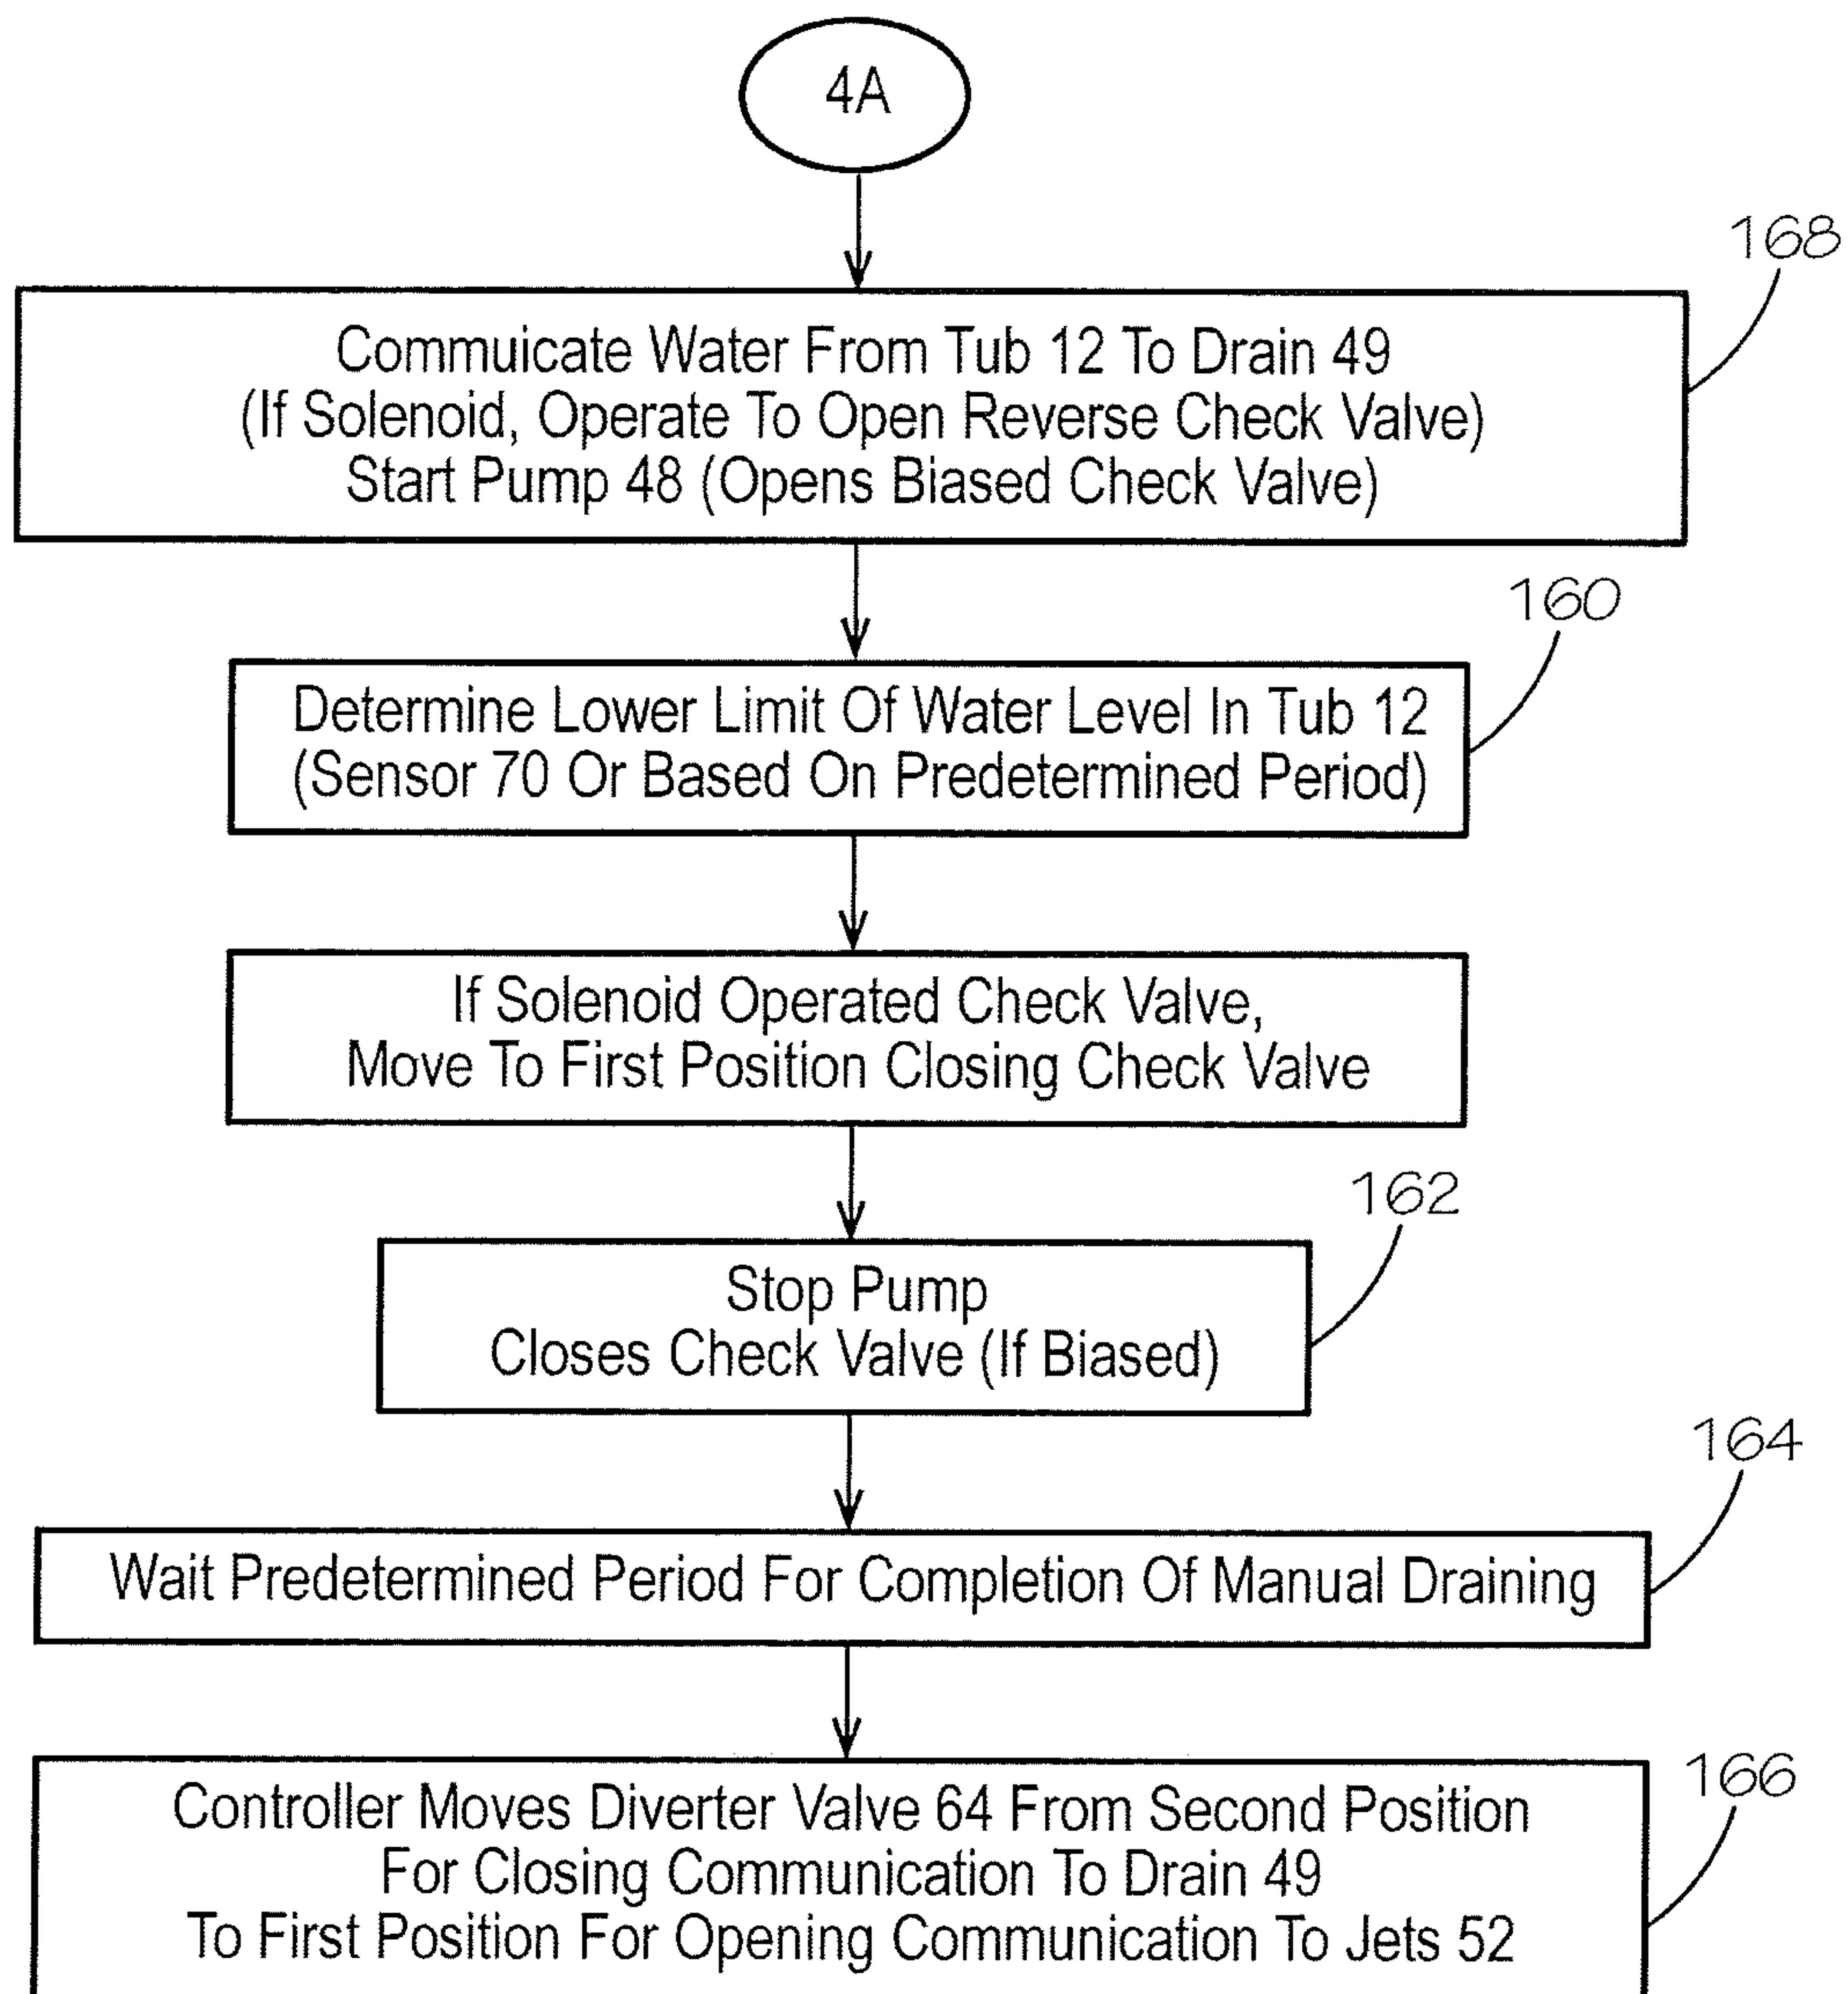 4A
168
Commuicate Water From Tub 12 To Drain 49
(If Solenoid, Operate To Open Reverse Check Valve)
Start Pump 48 (Opens Biased Check Valve)
160
Determine Lower Limit Of Water Level In Tub 12
(Sensor 70 Or Based On Predetermined Period)
If Solenoid Operated Check Valve,
Move To First Position Closing Check Valve
162
Stop Pump
Closes Check Valve (If Biased)
164
Wait Predetermined Period For Completion Of Manual Draining
166
Controller Moves Diverter Valve 64 From Second Position
For Closing Communication To Drain 49
To First Position For Opening Communication To Jets 52